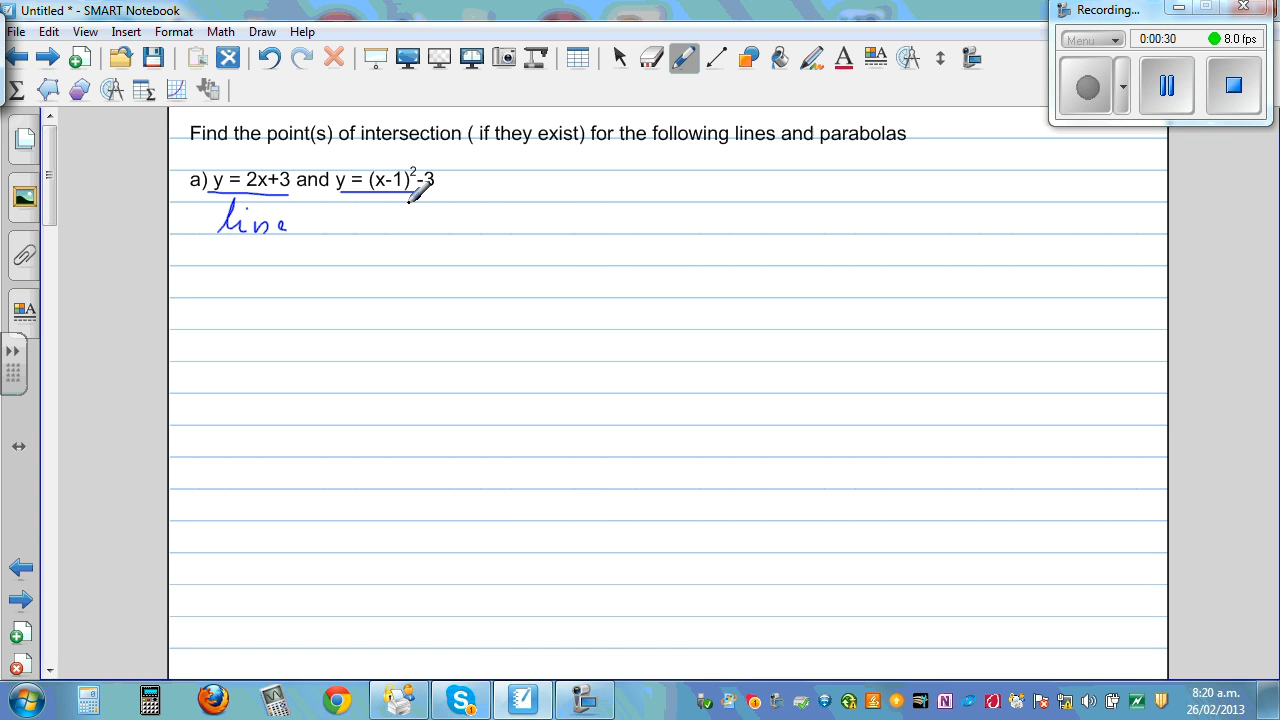 Untitled * - SMART Notebook
File Edit View Insert Format Math Draw Help
Recording...
Menu 0:00:30 8.0 fps
Find the point(s) of intersection ( if they exist) for the following lines and parabolas
a) y = 2x+3 and y = (x-1)²-3
line
8:20 a.m.
26/02/2013